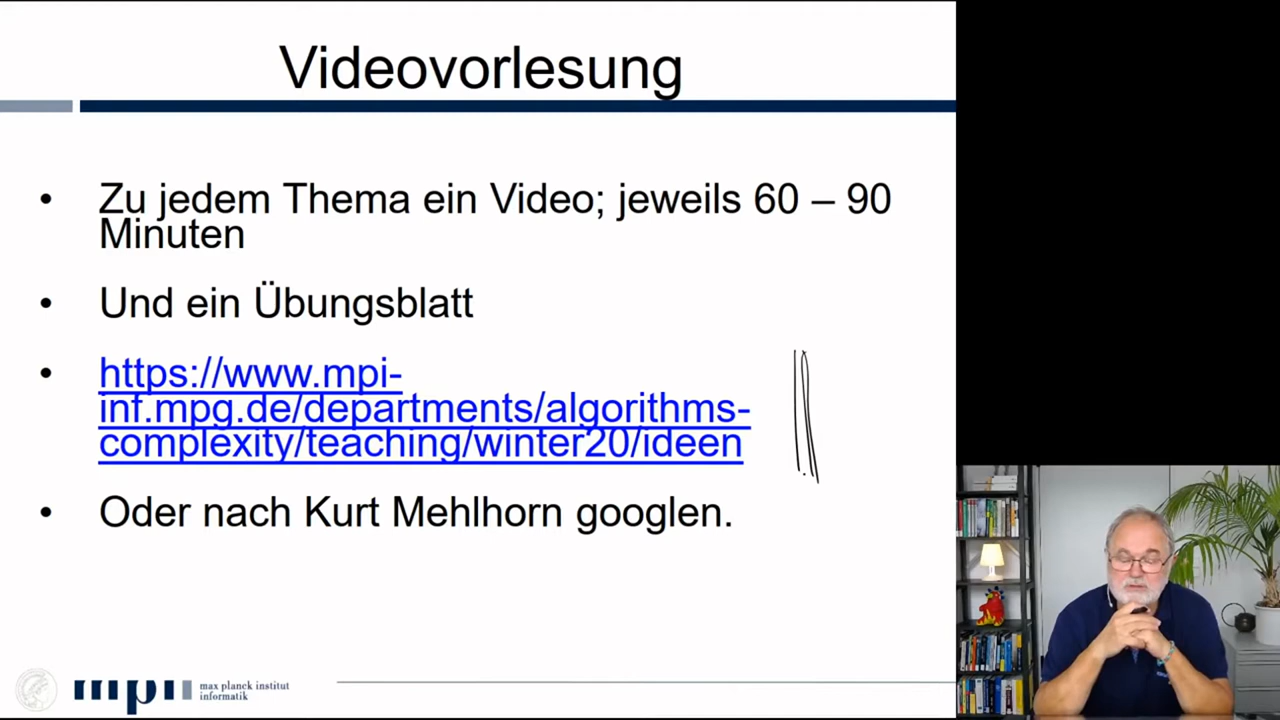 Videovorlesung
• Zu jedem Thema ein Video; jeweils 60 – 90
Minuten
• Und ein Übungsblatt
• https://www.mpi-
inf.mpg.de/departments/algorithms-
complexity/teaching/winter20/ideen
• Oder nach Kurt Mehlhorn googlen.
max planck institut
informatik